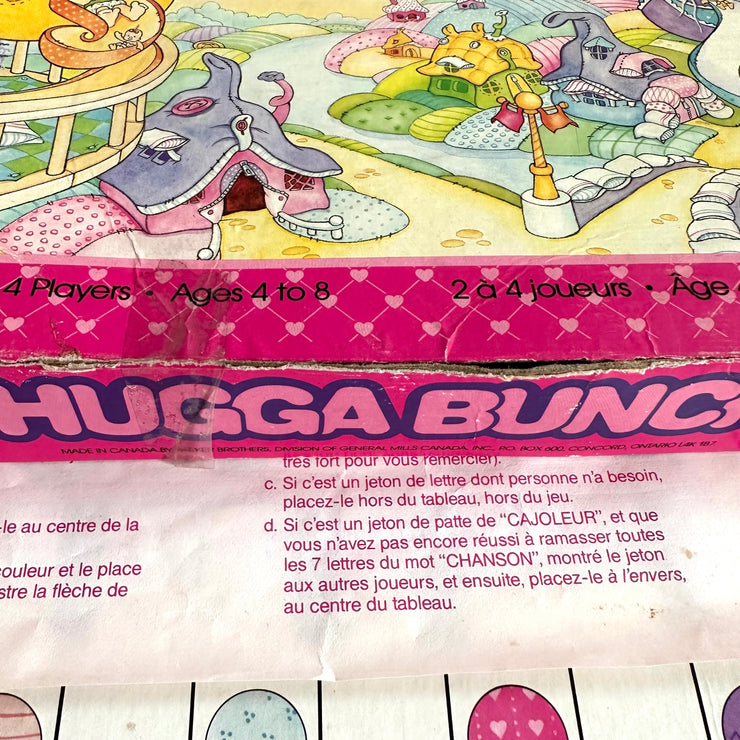 4 Players • Ages 4 to 8
2 à 4 joueurs • Âge
HUGGA BUNC
MADE IN CANADA BY BROTHERS, DIVISION OF GENERAL MILLS CANADA, INC., P.O. BOX 600, CONCORD, ONTARIO L4K 1B7
très fort pour vous remercier).
c. Si c'est un jeton de lettre dont personne n'a besoin,
placez-le hors du tableau, hors du jeu.
d. Si c'est un jeton de patte de "CAJOLEUR", et que
vous n'avez pas encore réussi à ramasser toutes
les 7 lettres du mot "CHANSON", montré le jeton
aux autres joueurs, et ensuite, placez-le à l'envers,
au centre du tableau.
-le au centre de la
couleur et le place
stre la flèche de